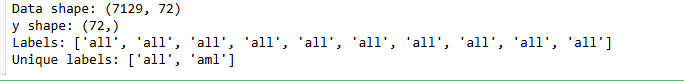 Data shape: (7129, 72)
y shape: (72,)
Labels: ['all', 'all', 'all', 'all', 'all', 'all', 'all', 'all', 'all', 'all']
Unique labels: ['all', 'aml']